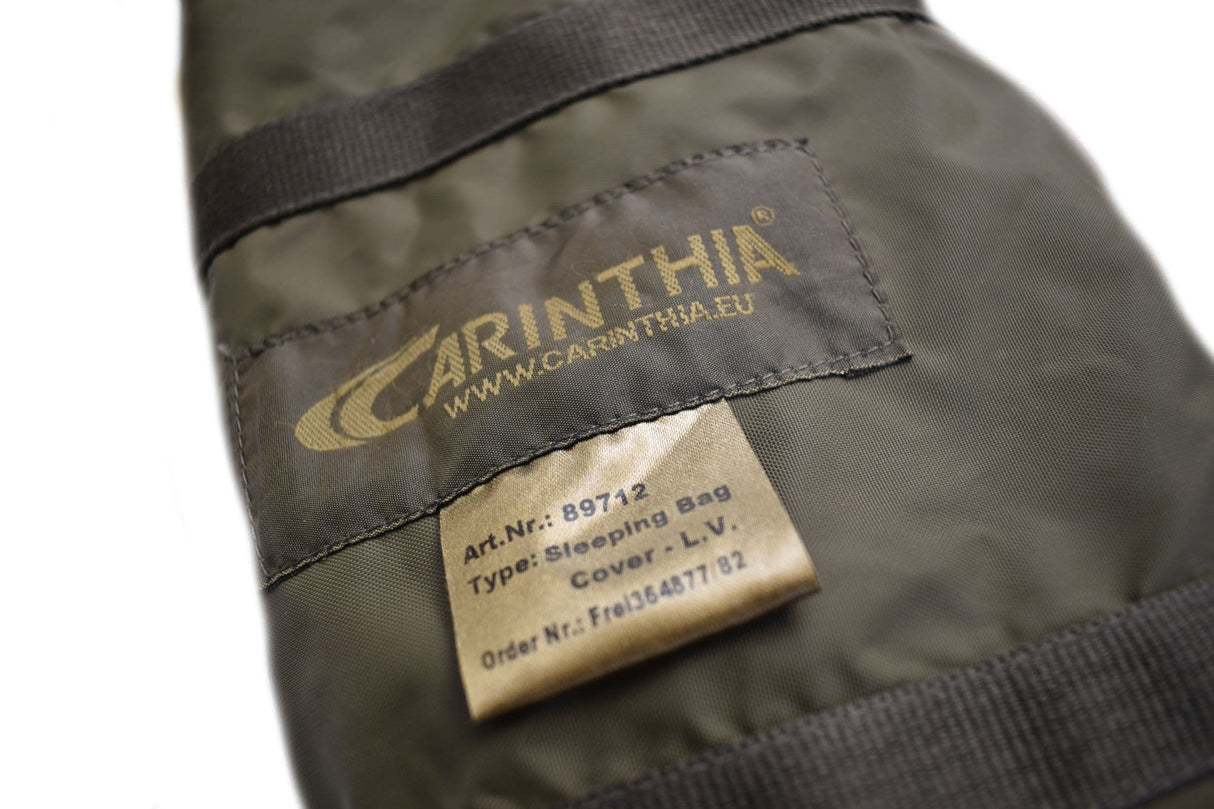 CARINTHIA®
WWW.CARINTHIA.EU
Art.Nr.: 89712
Type: Sleeping Bag
Cover - L.V.
Order Nr.: Frei364877/82